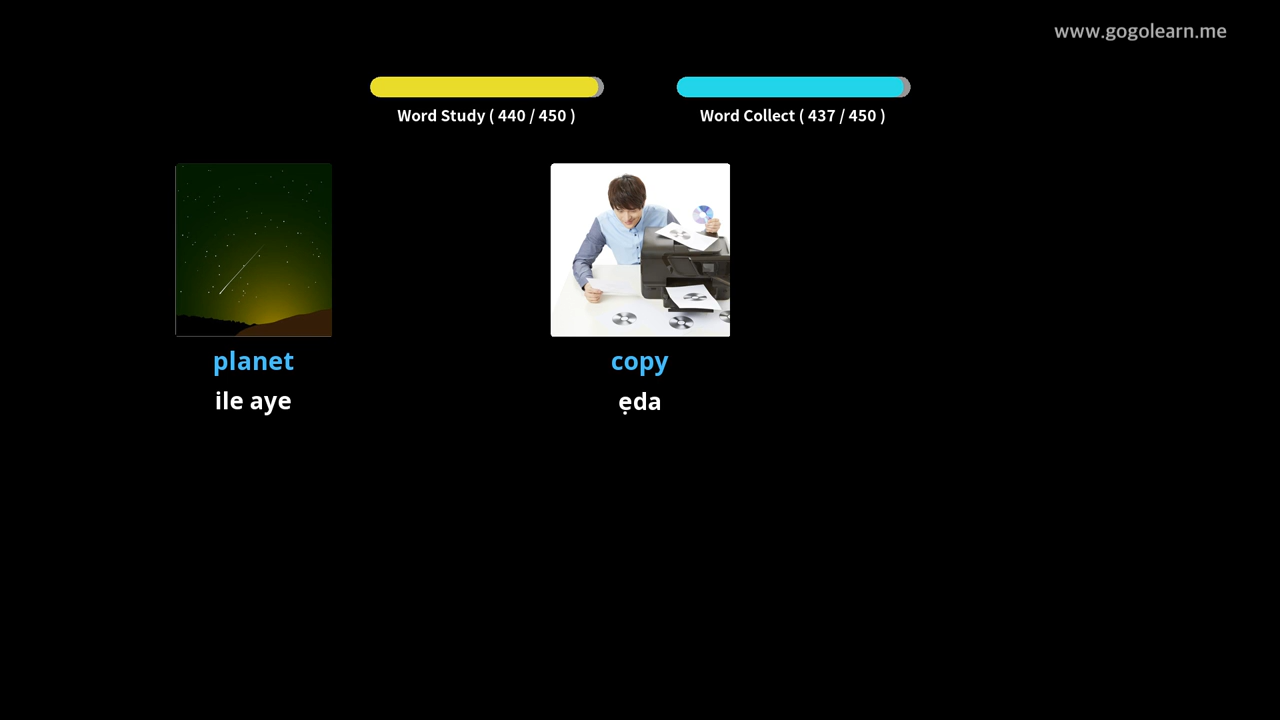 www.gogolearn.me
Word Study ( 440 / 450 )
Word Collect ( 437 / 450 )
planet
copy
ile aye
ẹda